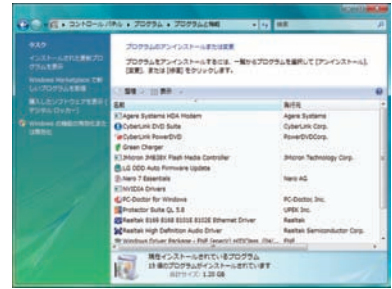 コントロール パネル ▸ プログラム ▸ プログラムと機能
検索
タスク
インストールされた更新プログラムを表示
Windows Marketplace で新しいプログラムを取得
購入したソフトウェアを表示 (デジタル ロッカー)
Windows の機能の有効化または無効化
プログラムのアンインストールまたは変更
プログラムをアンインストールするには、一覧からプログラムを選択して [アンインストール]、
[変更]、または [修復] をクリックします。
整理 表示
名前 発行元
Agere Systems HDA Modem Agere Systems
CyberLink DVD Suite CyberLink Corp.
CyberLink PowerDVD CyberLink Corp.
Green Charger
JMicron JMB38X Flash Media Controller JMicron Technology Corp.
LG ODD Auto Firmware Update
Nero 7 Essentials Nero AG
NVIDIA Drivers
PC-Doctor for Windows PC-Doctor, Inc.
Protector Suite QL 5.8 UPEK Inc.
Realtek 8169 8168 8101E 8102E Ethernet Driver Realtek
Realtek High Definition Audio Driver Realtek Semiconductor Corp.
Windows Driver Package - ENE
現在インストールされているプログラム
19 個のプログラムがインストールされています
合計サイズ: 1.20 GB